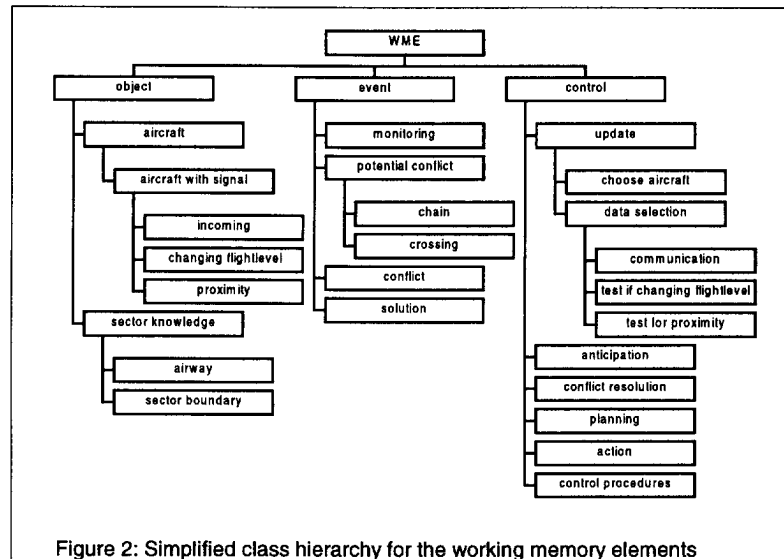 WME
object
event
control
aircraft
aircraft with signal
incoming
changing flightlevel
proximity
sector knowledge
airway
sector boundary
monitoring
potential conflict
chain
crossing
conflict
solution
update
choose aircraft
data selection
communication
test if changing flightlevel
test for proximity
anticipation
conflict resolution
planning
action
control procedures
Figure 2: Simplified class hierarchy for the working memory elements